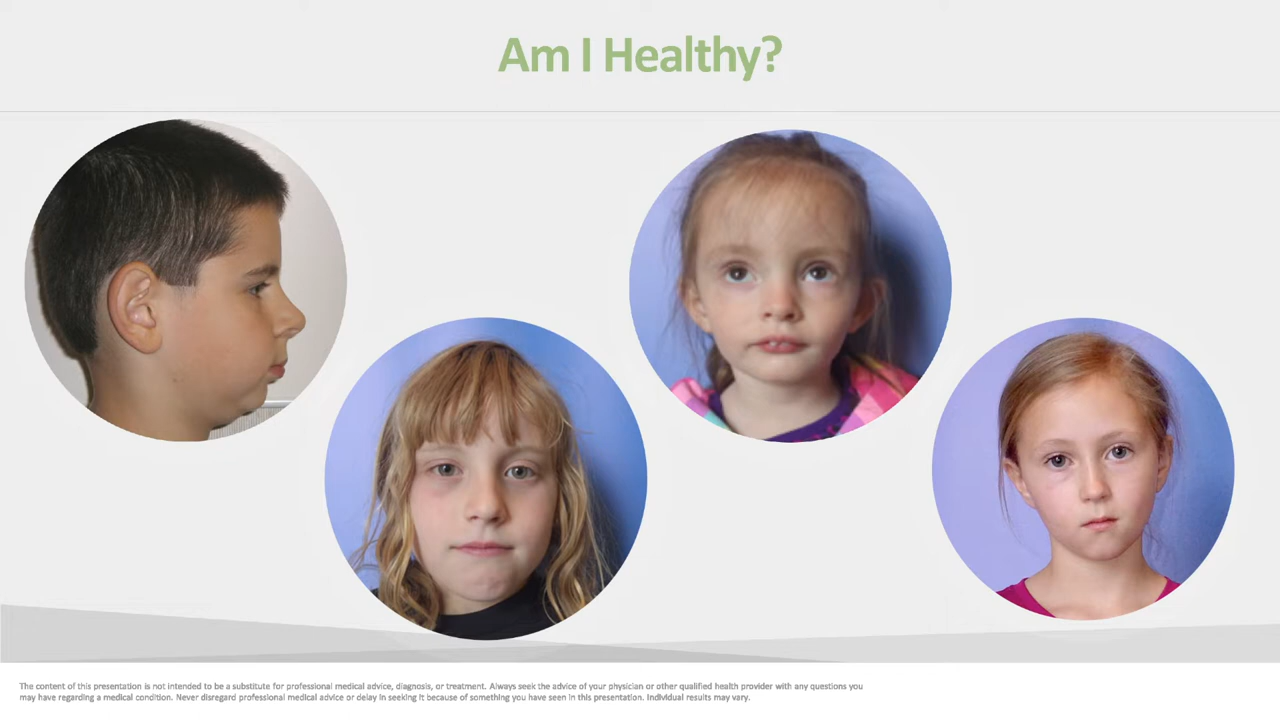 Am I Healthy?
The content of this presentation is not intended to be a substitute for professional medical advice, diagnosis, or treatment. Always seek the advice of your physician or other qualified health provider with any questions you
may have regarding a medical condition. Never disregard professional medical advice or delay in seeking it because of something you have seen in this presentation. Individual results may vary.